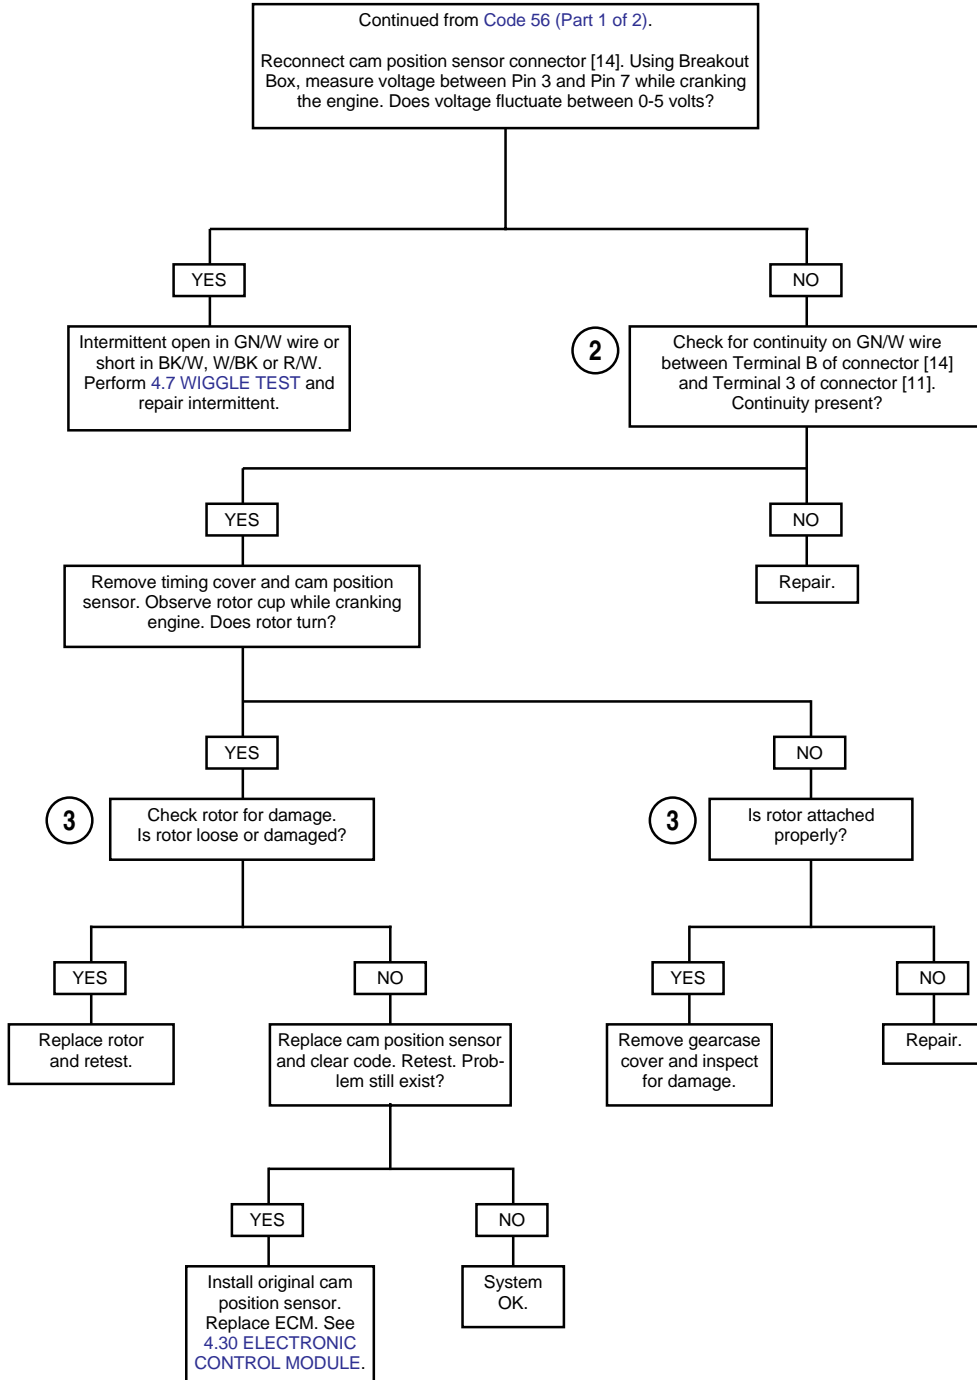 Continued from Code 56 (Part 1 of 2).
Reconnect cam position sensor connector [14]. Using Breakout
Box, measure voltage between Pin 3 and Pin 7 while cranking
the engine. Does voltage fluctuate between 0-5 volts?
YES
NO
Intermittent open in GN/W wire or
short in BK/W, W/BK or R/W.
Perform 4.7 WIGGLE TEST and
repair intermittent.
2
Check for continuity on GN/W wire
between Terminal B of connector [14]
and Terminal 3 of connector [11].
Continuity present?
YES
NO
Remove timing cover and cam position
sensor. Observe rotor cup while cranking
engine. Does rotor turn?
Repair.
YES
NO
3
Check rotor for damage.
Is rotor loose or damaged?
3
Is rotor attached
properly?
YES
NO
YES
NO
Replace rotor
and retest.
Replace cam position sensor
and clear code. Retest. Prob-
lem still exist?
Remove gearcase
cover and inspect
for damage.
Repair.
YES
NO
Install original cam
position sensor.
Replace ECM. See
4.30 ELECTRONIC
CONTROL MODULE.
System
OK.